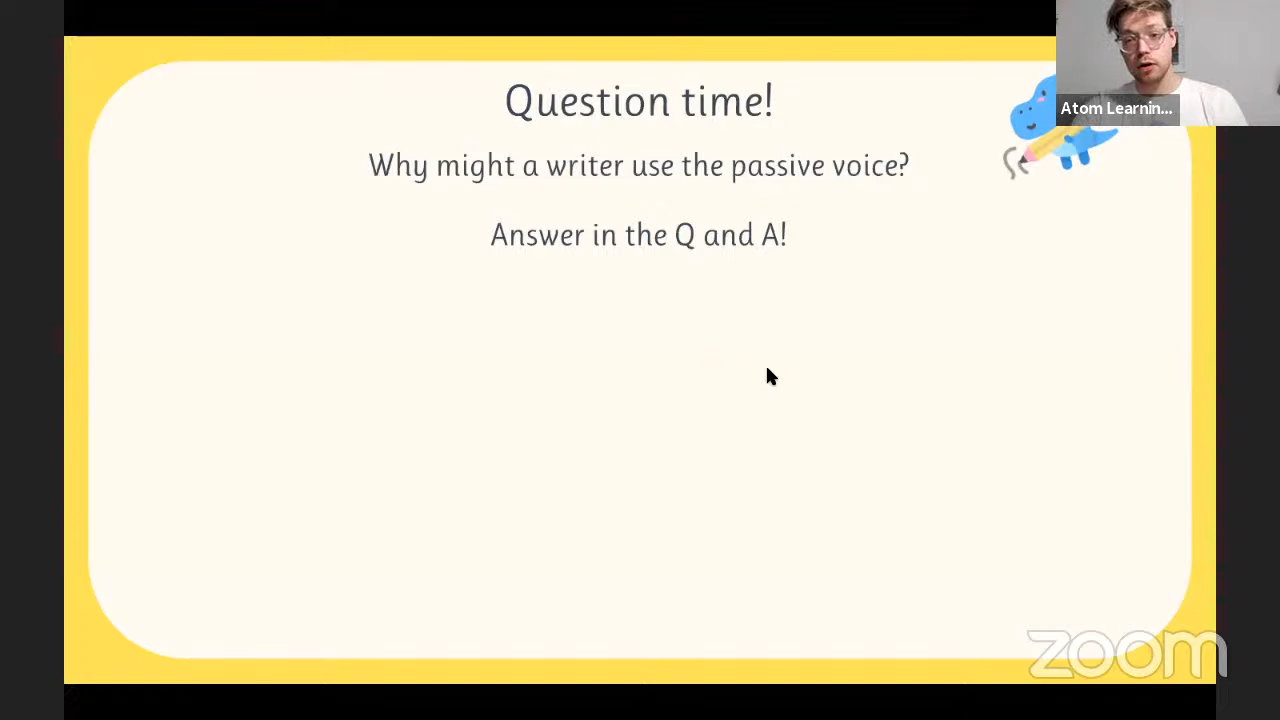 Question time!
Why might a writer use the passive voice?
Answer in the Q and A!
Atom Learnin...
zoom